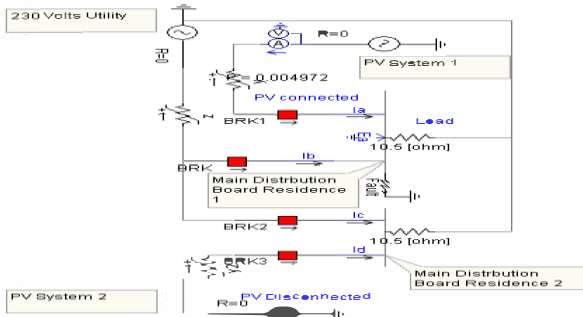 230 Volts Utility
R=0
V
A
R=0
PV System 1
0.004972
PV connected
BRK1
Ia
Load
Ea
10.5 [ohm]
z
BRK
Ib
Main Distrbution
Board Residence
1
Fault
BRK2
Ic
10.5 [ohm]
BRK3
Id
Main Distrbution
Board Residence 2
PV System 2
R=0
PV Disconnected